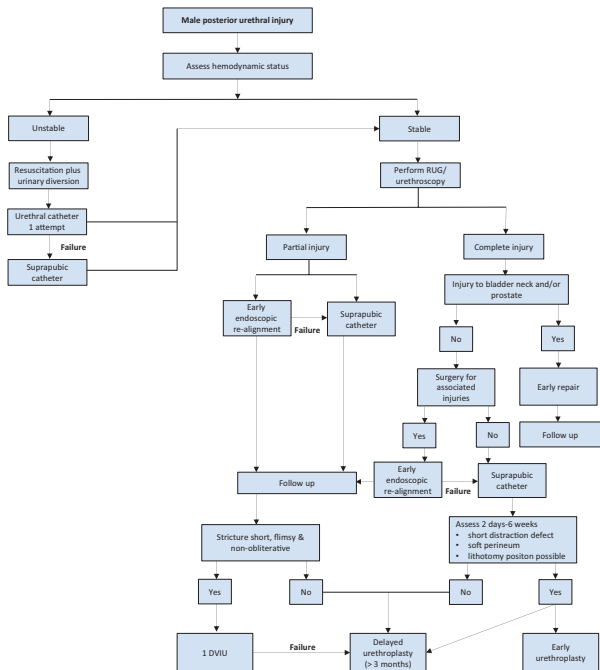 Male posterior urethral injury
Assess hemodynamic status
Unstable
Stable
Resuscitation plus
urinary diversion
Perform RUG/
urethroscopy
Urethral catheter
1 attempt
Failure
Suprapubic
catheter
Partial injury
Complete injury
Injury to bladder neck and/or
prostate
Early
endoscopic
re-alignment
Failure
Suprapubic
catheter
No
Yes
Surgery for
associated
injuries
Early repair
Yes
No
Follow up
Follow up
Early
endoscopic
re-alignment
Failure
Suprapubic
catheter
Stricture short, flimsy &
non-obliterative
Assess 2 days-6 weeks
• short distraction defect
• soft perineum
• lithotomy positon possible
Yes
No
No
Yes
1 DVIU
Failure
Delayed
urethroplasty
(> 3 months)
Early
urethroplasty